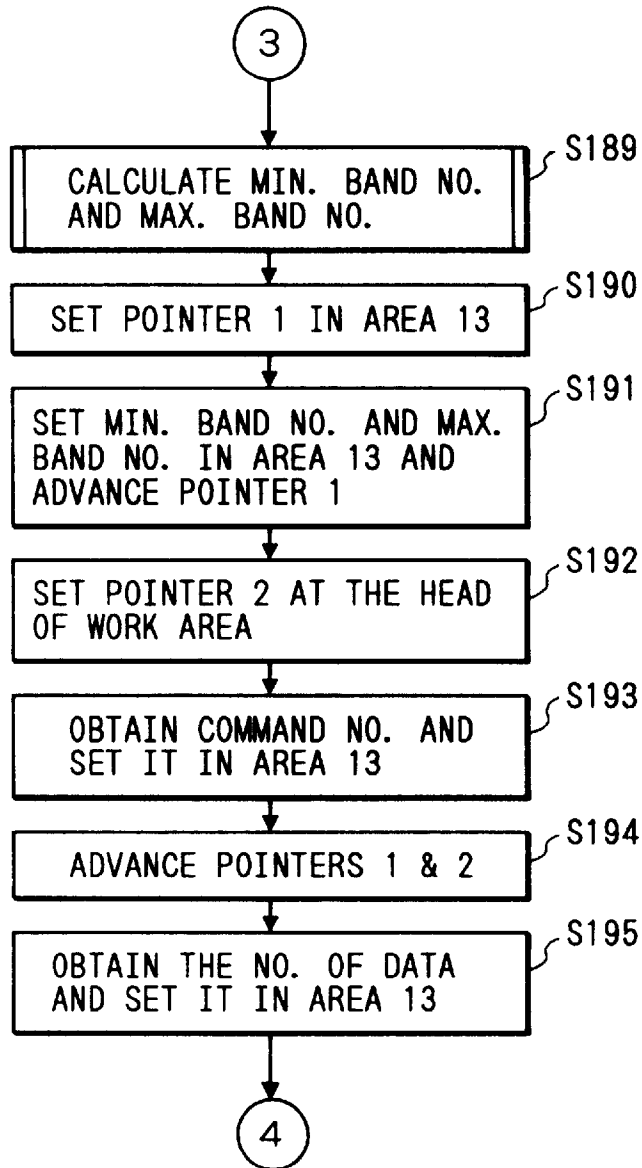 3
S189
CALCULATE MIN. BAND NO.
AND MAX. BAND NO.
S190
SET POINTER 1 IN AREA 13
S191
SET MIN. BAND NO. AND MAX.
BAND NO. IN AREA 13 AND
ADVANCE POINTER 1
S192
SET POINTER 2 AT THE HEAD
OF WORK AREA
S193
OBTAIN COMMAND NO. AND
SET IT IN AREA 13
S194
ADVANCE POINTERS 1 & 2
S195
OBTAIN THE NO. OF DATA
AND SET IT IN AREA 13
4